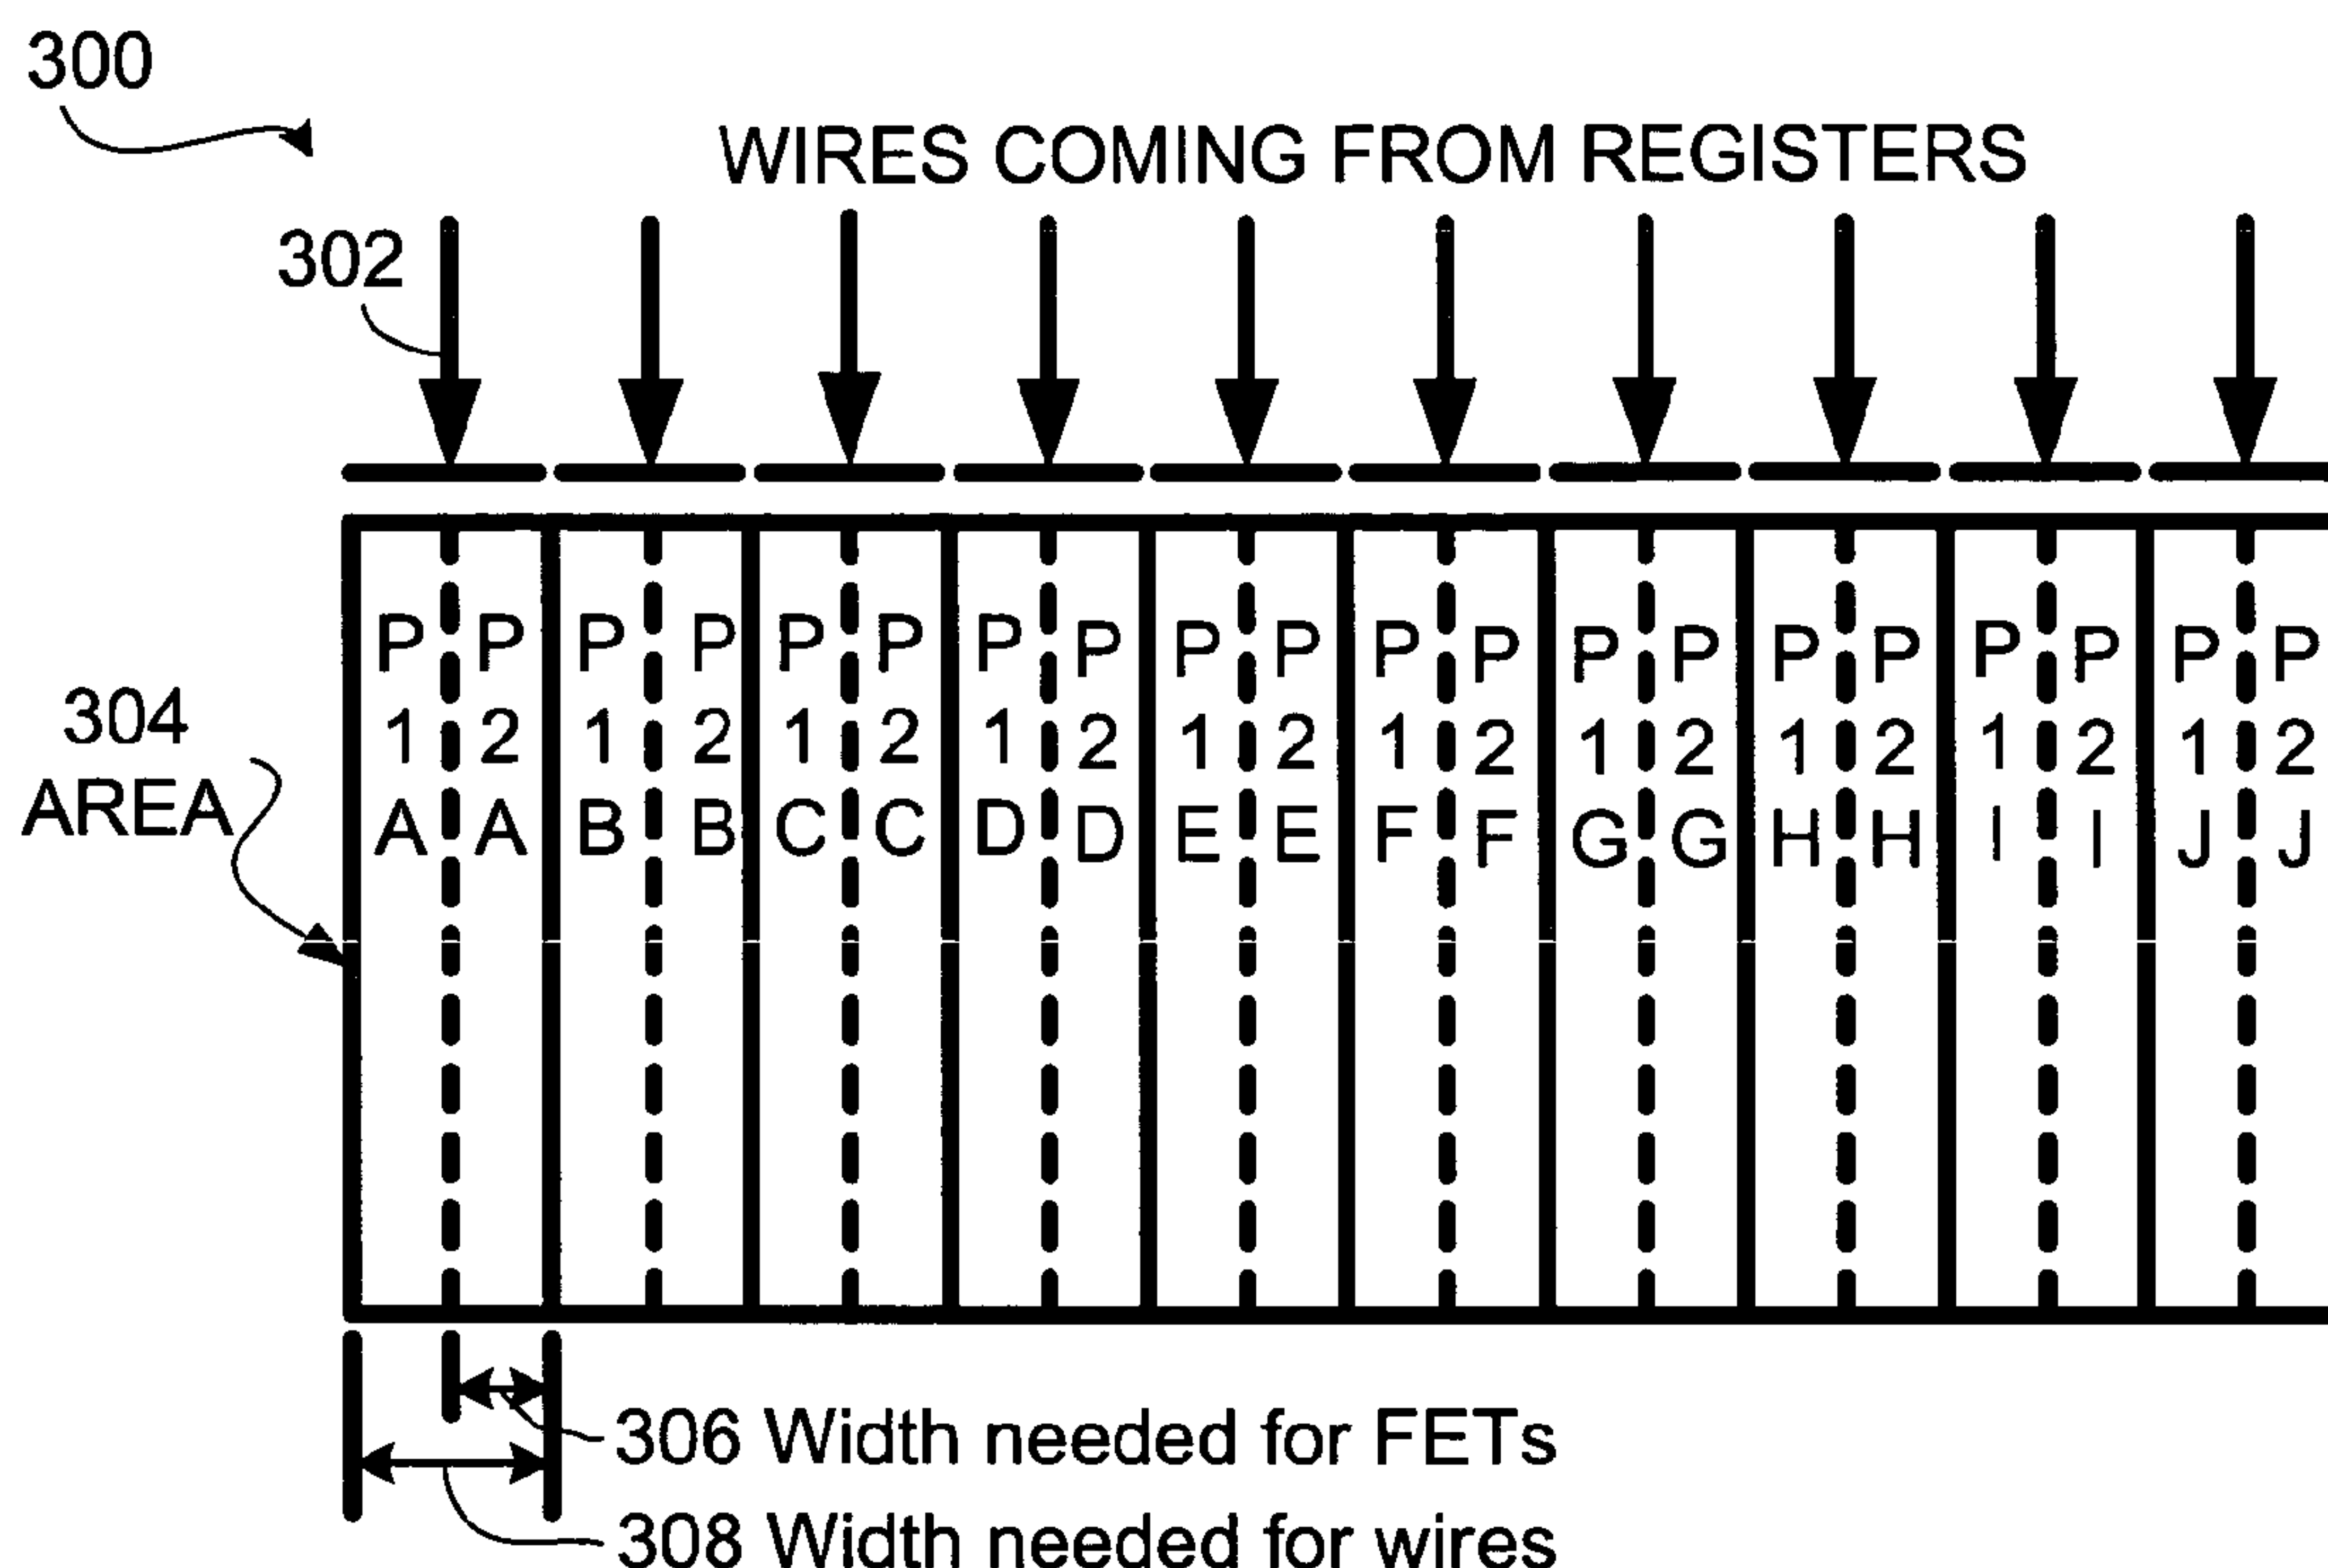 300
WIRES COMING FROM REGISTERS
302
P P P P P P P P P P P P P P P P P P P P
304
1 2 1 2 1 2 1 2 1 2 1 2 1 2 1 2 1 2 1 2
AREA
A A B B C C D D E E F F G G H H I I J J
306 Width needed for FETs
308 Width needed for wires